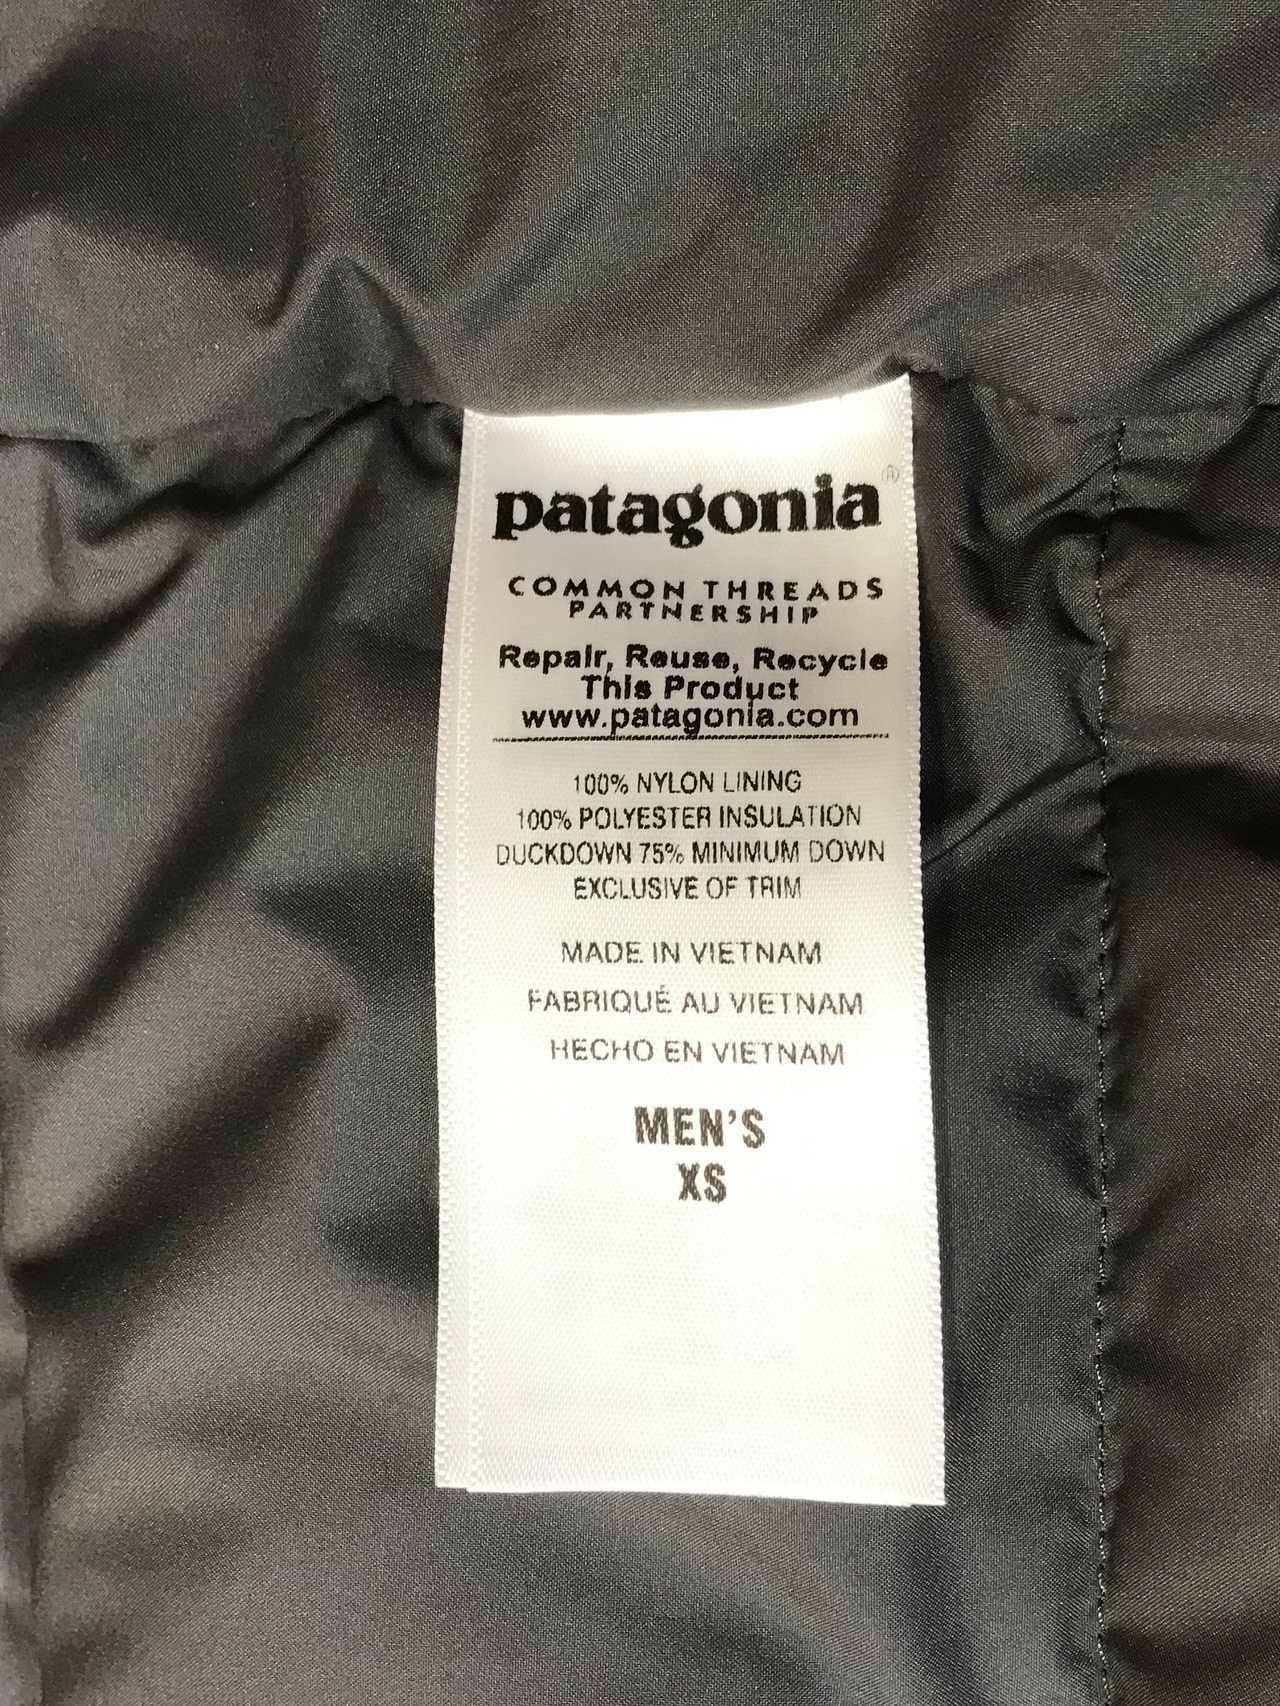 patagonia®
COMMON THREADS
PARTNERSHIP
Repair, Reuse, Recycle
This Product
www.patagonia.com
100% NYLON LINING
100% POLYESTER INSULATION
DUCKDOWN 75% MINIMUM DOWN
EXCLUSIVE OF TRIM
MADE IN VIETNAM
FABRIQUÉ AU VIETNAM
HECHO EN VIETNAM
MEN'S
XS